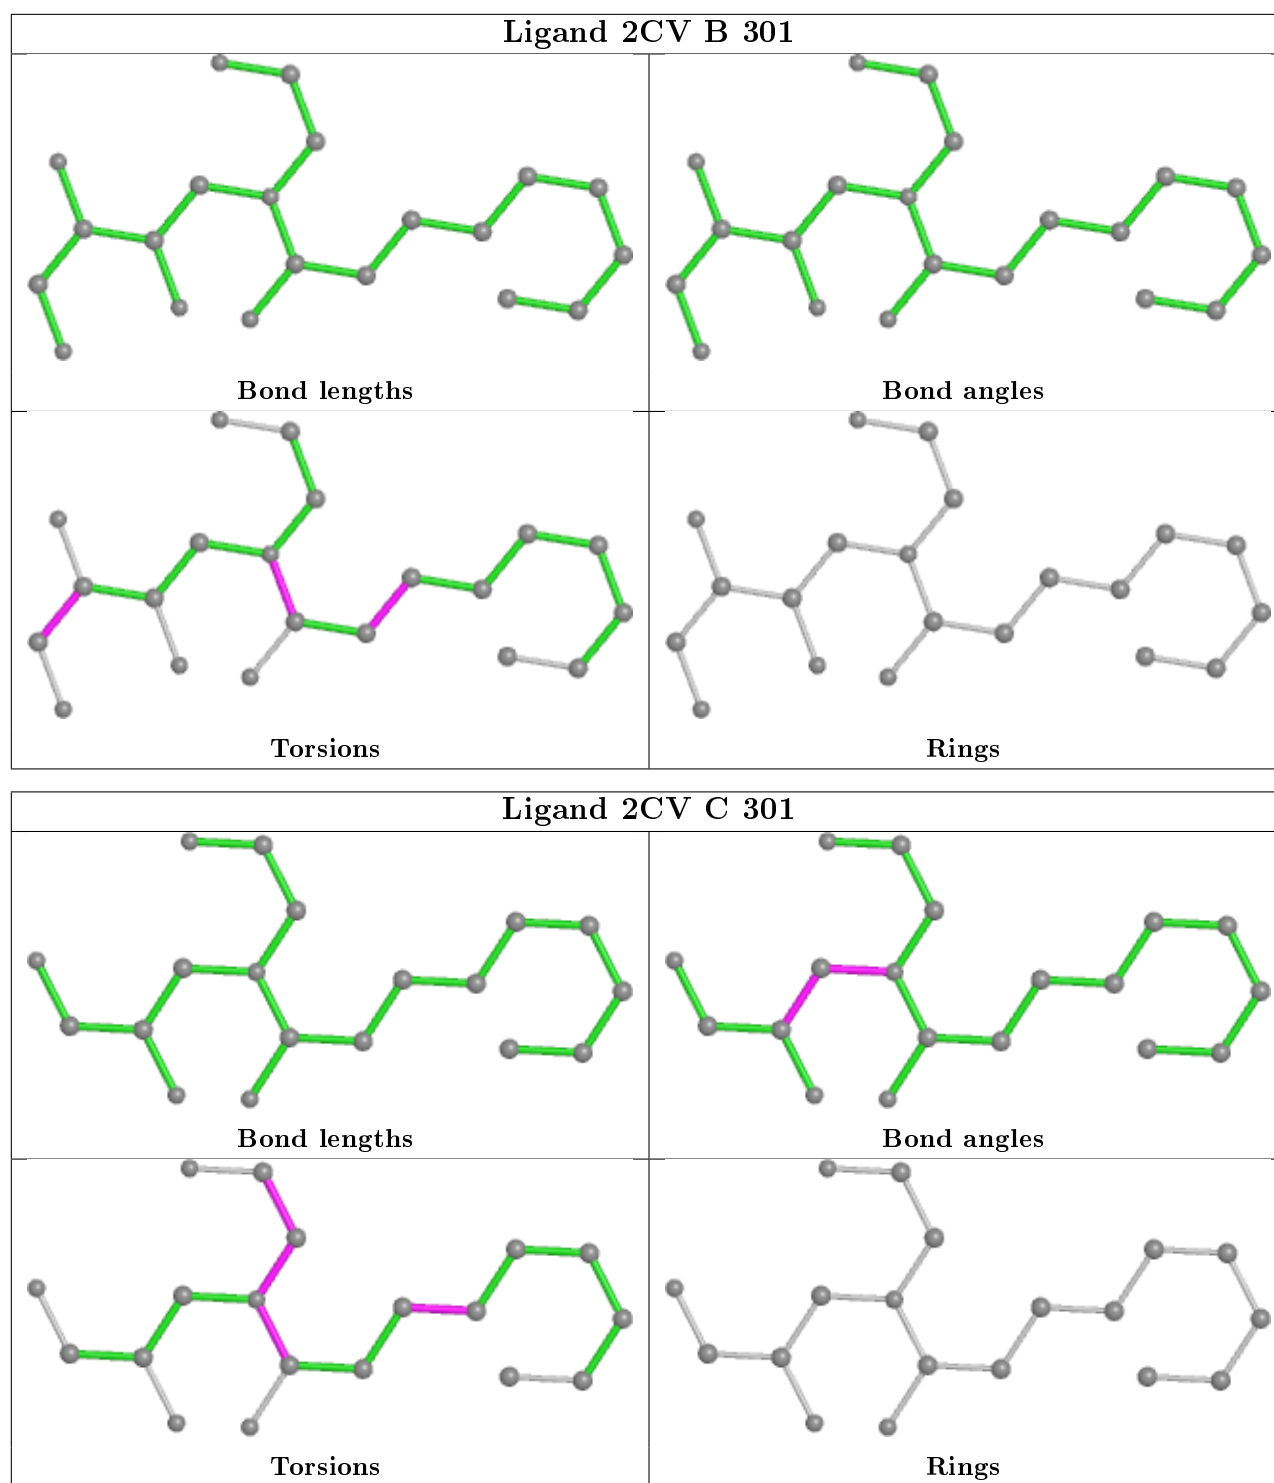 Ligand 2CV B 301
Bond lengths
Bond angles
Torsions
Rings
Ligand 2CV C 301
Bond lengths
Bond angles
Torsions
Rings